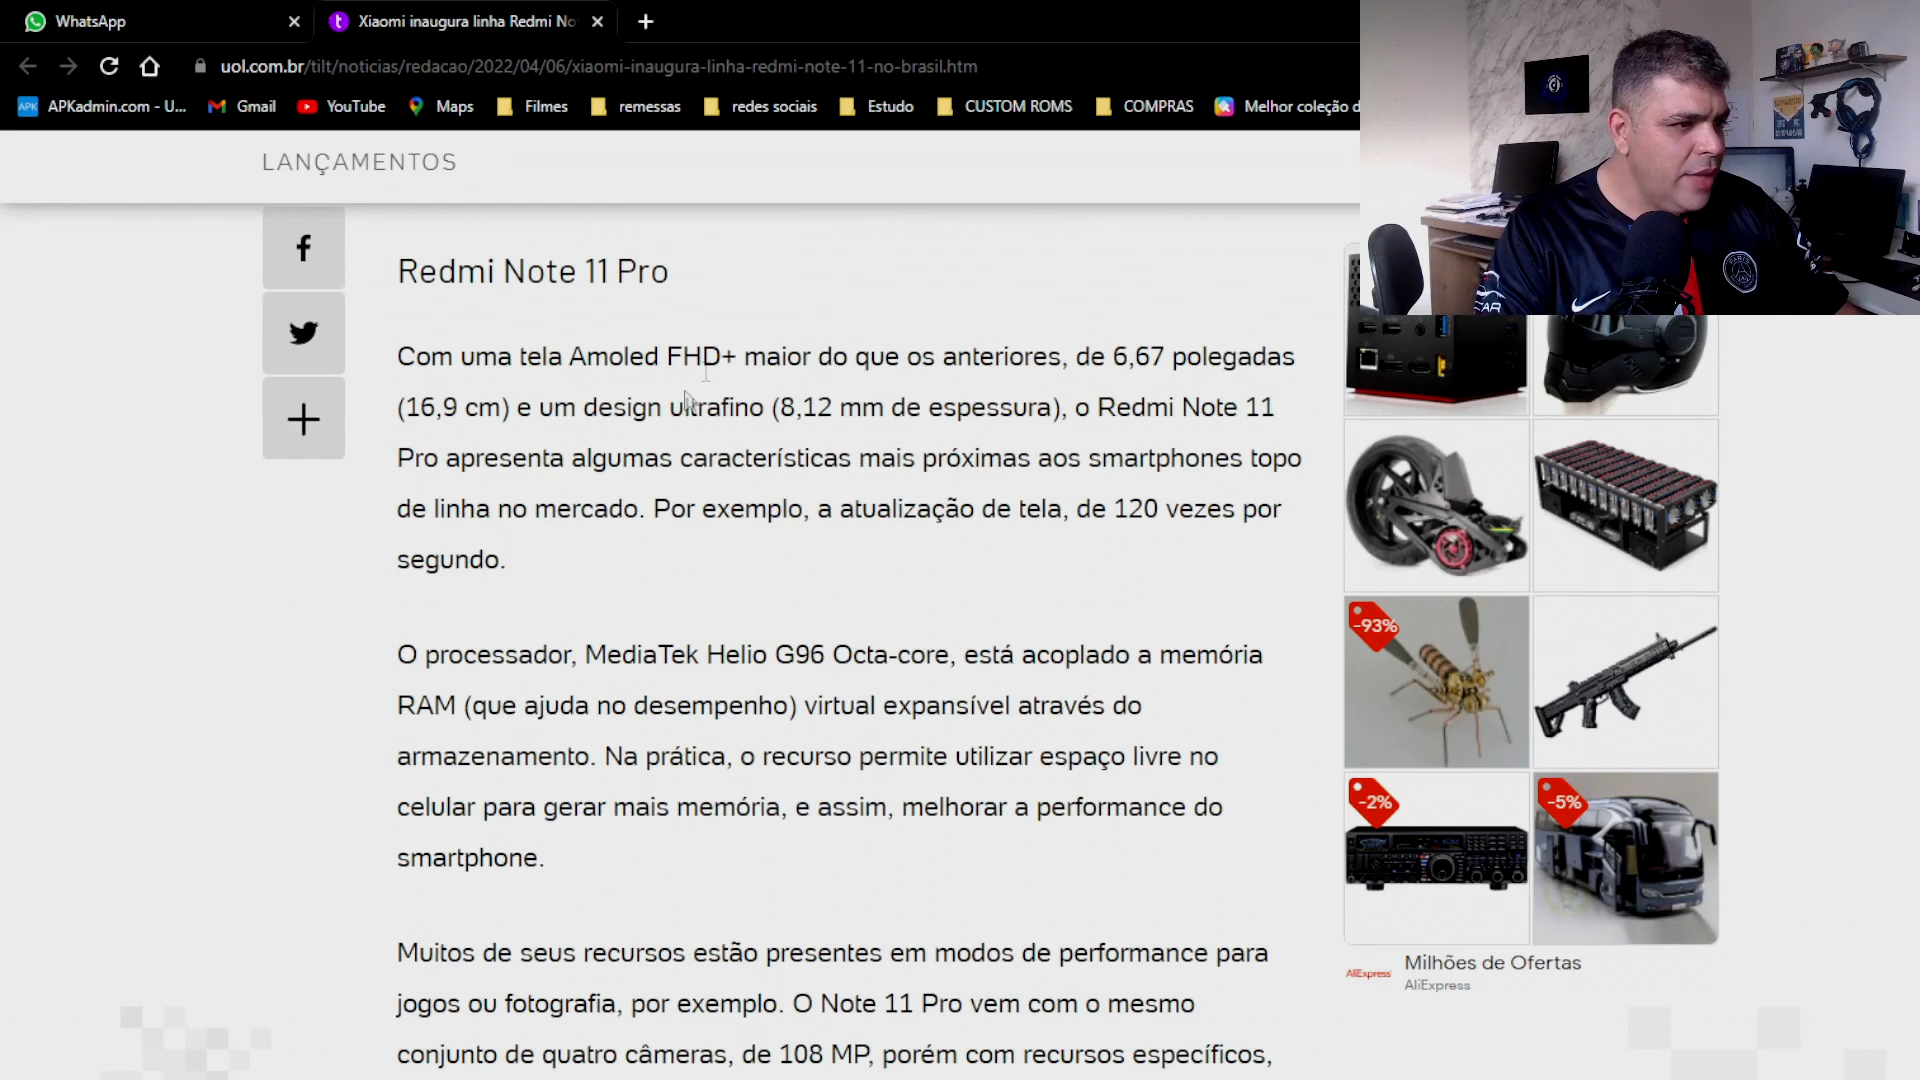 WhatsApp
Xiaomi inaugura linha Redmi No
uol.com.br/tilt/noticias/redacao/2022/04/06/xiaomi-inaugura-linha-redmi-note-11-no-brasil.htm
APK APKadmin.com - U... Gmail YouTube Maps Filmes remessas redes sociais Estudo CUSTOM ROMS COMPRAS Melhor coleção d
LANÇAMENTOS
Redmi Note 11 Pro
Com uma tela Amoled FHD+ maior do que os anteriores, de 6,67 polegadas
(16,9 cm) e um design ultrafino (8,12 mm de espessura), o Redmi Note 11
Pro apresenta algumas características mais próximas aos smartphones topo
de linha no mercado. Por exemplo, a atualização de tela, de 120 vezes por
segundo.
O processador, MediaTek Helio G96 Octa-core, está acoplado a memória
RAM (que ajuda no desempenho) virtual expansível através do
armazenamento. Na prática, o recurso permite utilizar espaço livre no
celular para gerar mais memória, e assim, melhorar a performance do
smartphone.
Muitos de seus recursos estão presentes em modos de performance para
jogos ou fotografia, por exemplo. O Note 11 Pro vem com o mesmo
conjunto de quatro câmeras, de 108 MP, porém com recursos específicos,
-93%
-2%
-5%
AliExpress
Milhões de Ofertas
AliExpress
PARIS